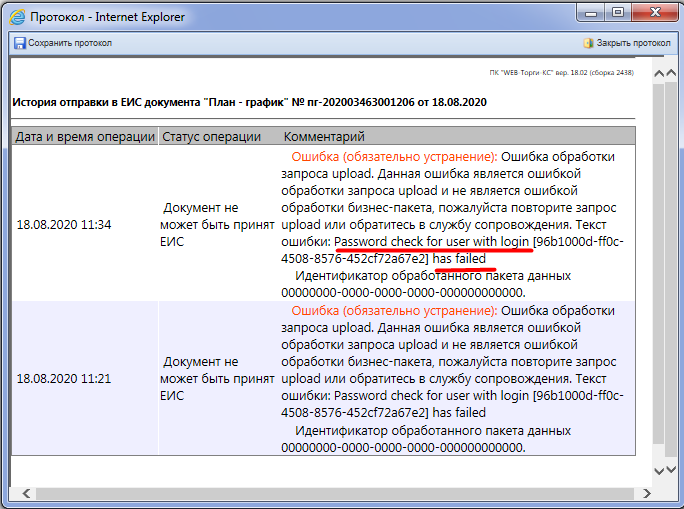 Протокол - Internet Explorer
Сохранить протокол
Закрыть протокол
ПК "WEB-Торги-КС" вер. 18.02 (сборка 2438)
История отправки в ЕИС документа "План - график" № пг-202003463001206 от 18.08.2020
Дата и время операции Статус операции Комментарий
Ошибка (обязательно устранение): Ошибка обработки
запроса upload. Данная ошибка является ошибкой
обработки запроса upload и не является ошибкой
обработки бизнес-пакета, пожалуйста повторите запрос
upload или обратитесь в службу сопровождения. Текст
ошибки: Password check for user with login [96b1000d-ff0c-
4508-8576-452cf72a67e2] has failed
Идентификатор обработанного пакета данных
00000000-0000-0000-0000-000000000000.
18.08.2020 11:34
Документ не
может быть принят
ЕИС
Ошибка (обязательно устранение): Ошибка обработки
запроса upload. Данная ошибка является ошибкой
обработки запроса upload и не является ошибкой
обработки бизнес-пакета, пожалуйста повторите запрос
upload или обратитесь в службу сопровождения. Текст
ошибки: Password check for user with login [96b1000d-ff0c-
4508-8576-452cf72a67e2] has failed
Идентификатор обработанного пакета данных
00000000-0000-0000-0000-000000000000.
18.08.2020 11:21
Документ не
может быть принят
ЕИС